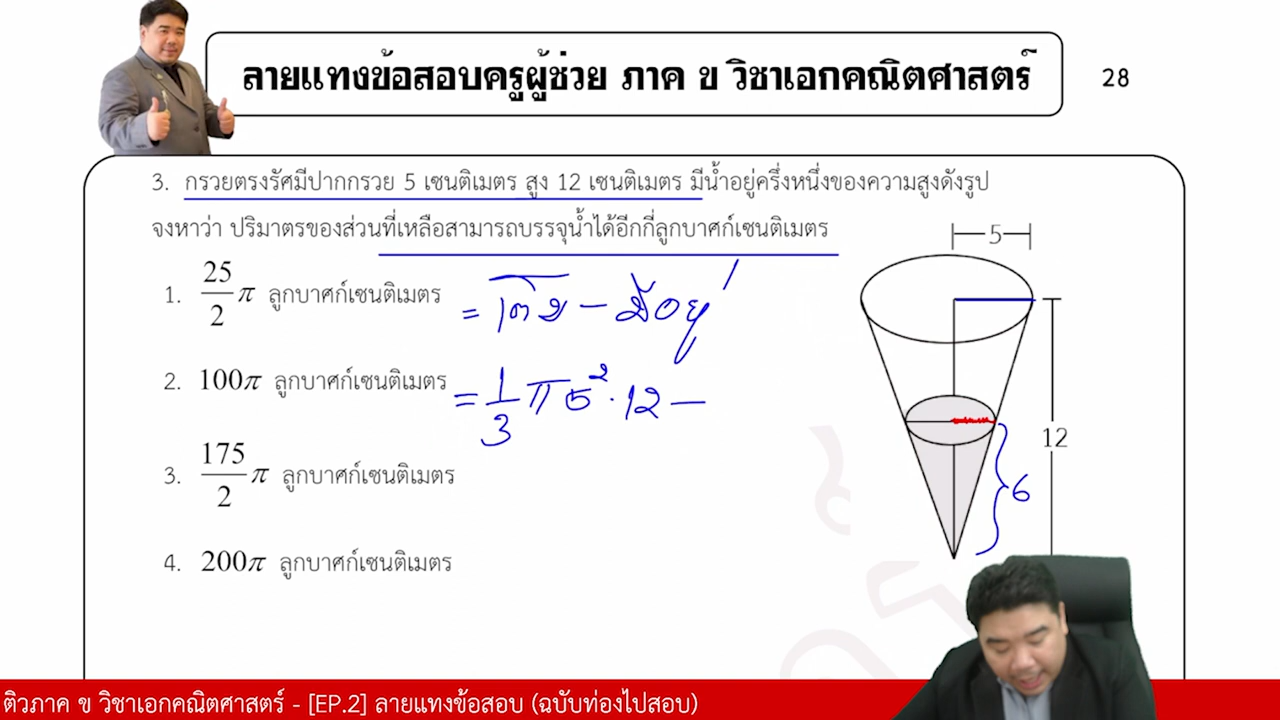 ลายแทงข้อสอบครูผู้ช่วย ภาค ข วิชาเอกคณิตศาสตร์
28
3. กรวยตรงรัศมีปากกรวย 5 เซนติเมตร สูง 12 เซนติเมตร มีน้ำอยู่ครึ่งหนึ่งของความสูงดังรูป
จงหาว่า ปริมาตรของส่วนที่เหลือสามารถบรรจุน้ำได้อีกกี่ลูกบาศก์เซนติเมตร
5
1. 25/2 π ลูกบาศก์เซนติเมตร
= เต็ม - มีอยู่
2. 100π ลูกบาศก์เซนติเมตร
= 1/3 π 5² · 12 —
12
3. 175/2 π ลูกบาศก์เซนติเมตร
6
4. 200π ลูกบาศก์เซนติเมตร
ติวภาค ข วิชาเอกคณิตศาสตร์ - [EP.2] ลายแทงข้อสอบ (ฉบับท่องไปสอบ)